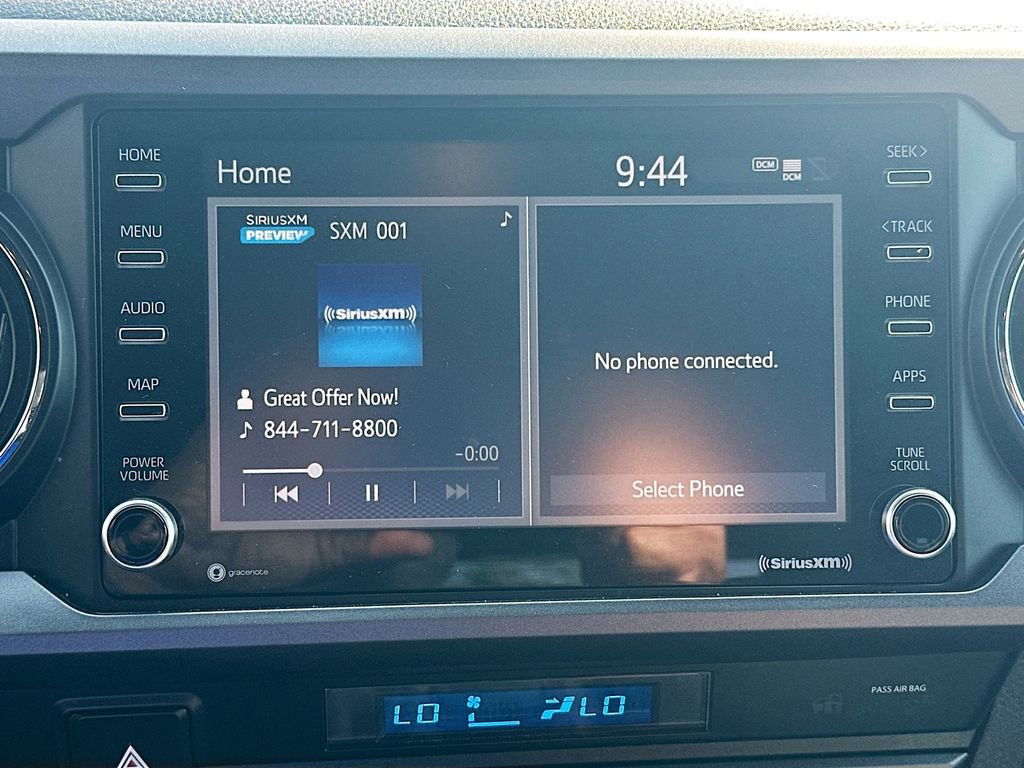 HOME
MENU
AUDIO
MAP
POWER
VOLUME
Home
9:44
DCM
DCM
SIRIUSXM
PREVIEW
SXM 001
((SiriusXM))
Great Offer Now!
844-711-8800
-0:00
No phone connected.
Select Phone
gracenote
((SiriusXM))
SEEK>
<TRACK
PHONE
APPS
TUNE
SCROLL
LO
LO
PASS AIR BAG